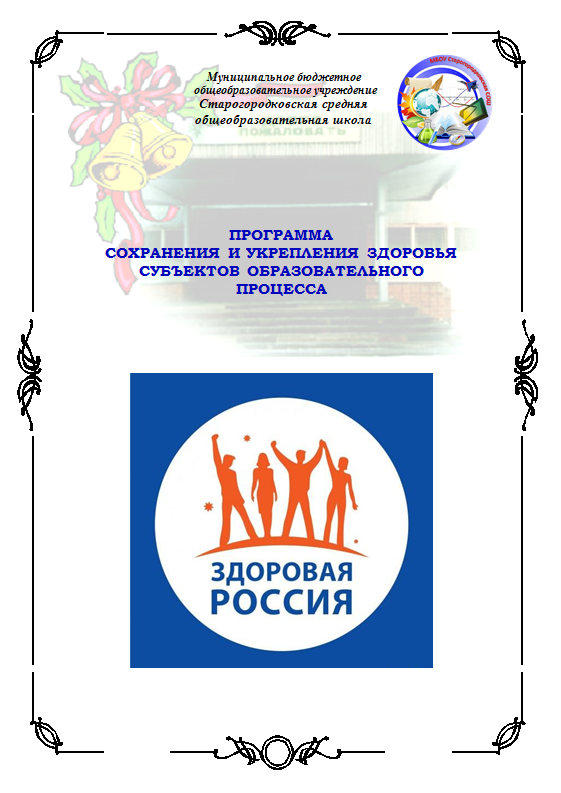 Муниципальное бюджетное
общеобразовательное учреждение
Старогородковская средняя
общеобразовательная школа
МБОУ Старогородковская СОШ
ПОЖАЛОВАТЬ
ПРОГРАММА
СОХРАНЕНИЯ И УКРЕПЛЕНИЯ ЗДОРОВЬЯ
СУБЪЕКТОВ ОБРАЗОВАТЕЛЬНОГО
ПРОЦЕССА
ЗДОРОВАЯ
РОССИЯ